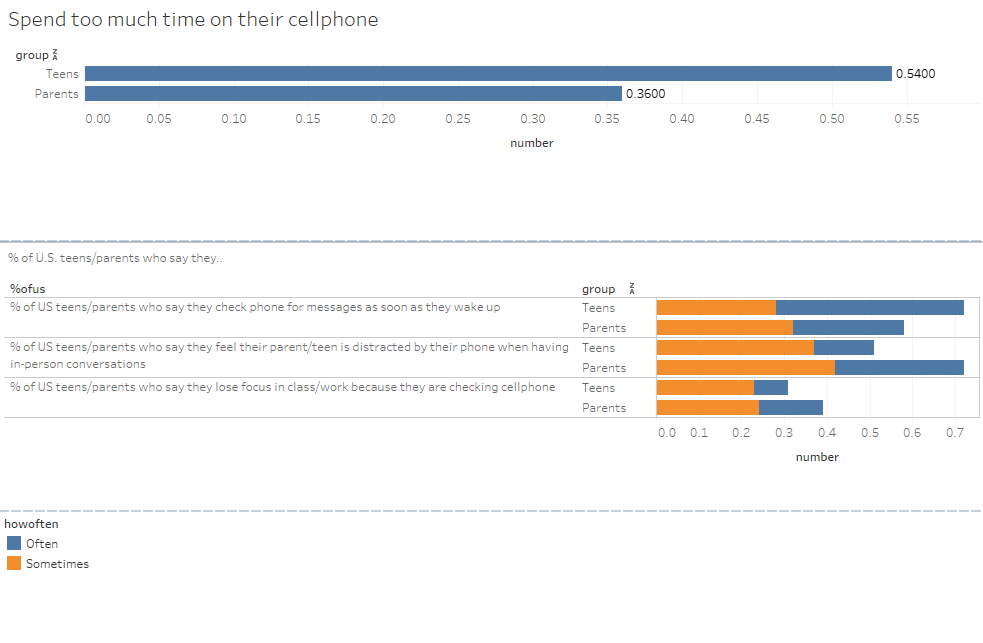 Spend too much time on their cellphone
group
Teens 0.5400
Parents 0.3600
0.00 0.05 0.10 0.15 0.20 0.25 0.30 0.35 0.40 0.45 0.50 0.55
number
% of U.S. teens/parents who say they..
%ofus group
% of US teens/parents who say they check phone for messages as soon as they wake up Teens
Parents
% of US teens/parents who say they feel their parent/teen is distracted by their phone when having Teens
in-person conversations Parents
% of US teens/parents who say they lose focus in class/work because they are checking cellphone Teens
Parents
0.0 0.1 0.2 0.3 0.4 0.5 0.6 0.7
number
howoften
Often
Sometimes